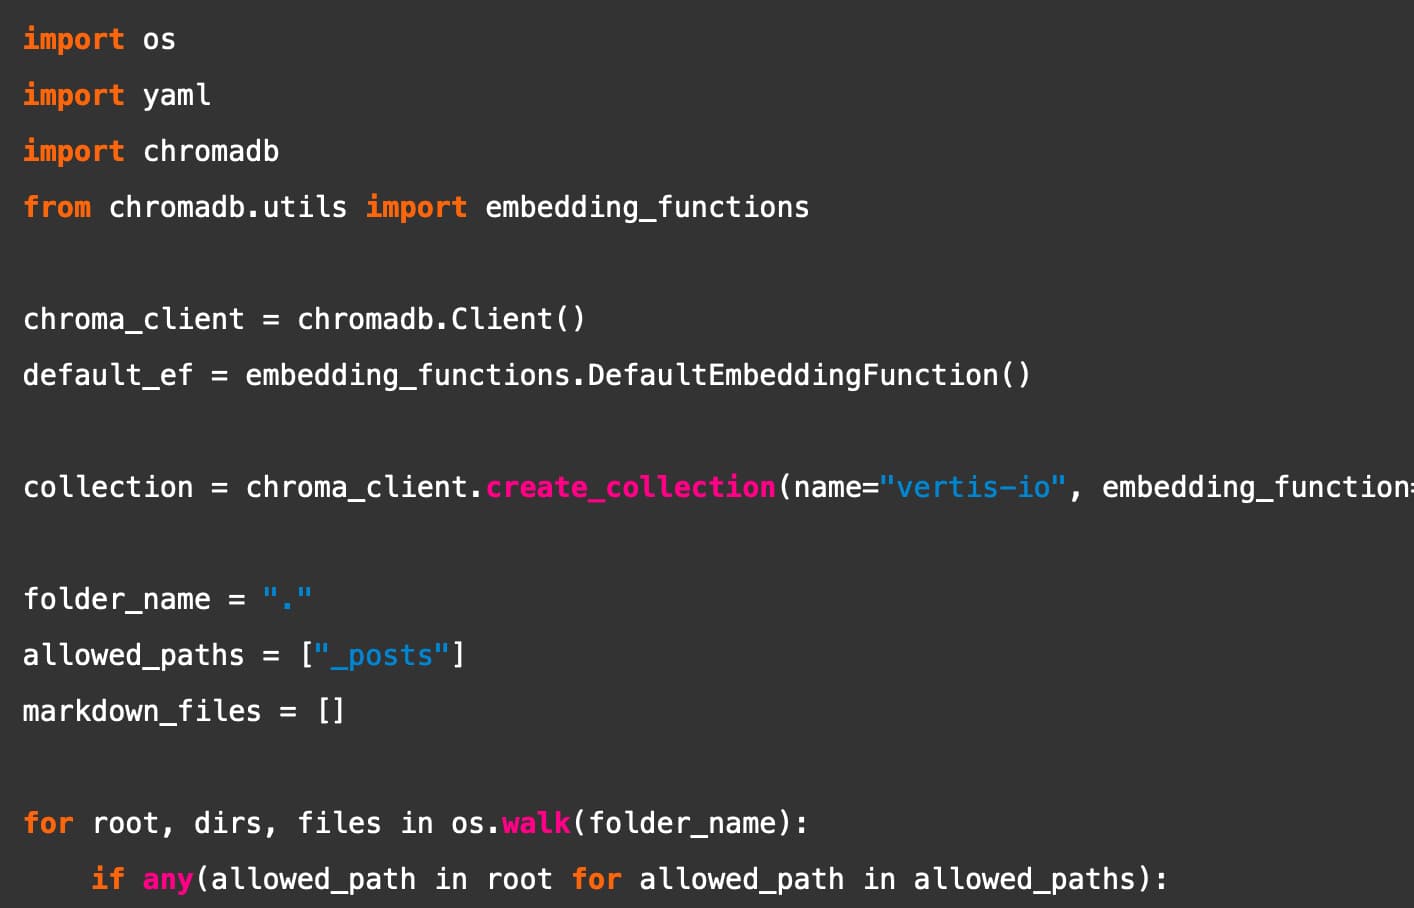 import os
import yaml
import chromadb
from chromadb.utils import embedding_functions
chroma_client = chromadb.Client()
default_ef = embedding_functions.DefaultEmbeddingFunction()
collection = chroma_client.create_collection(name="vertis-io", embedding_function=
folder_name = "."
allowed_paths = ["_posts"]
markdown_files = []
for root, dirs, files in os.walk(folder_name):
    if any(allowed_path in root for allowed_path in allowed_paths):